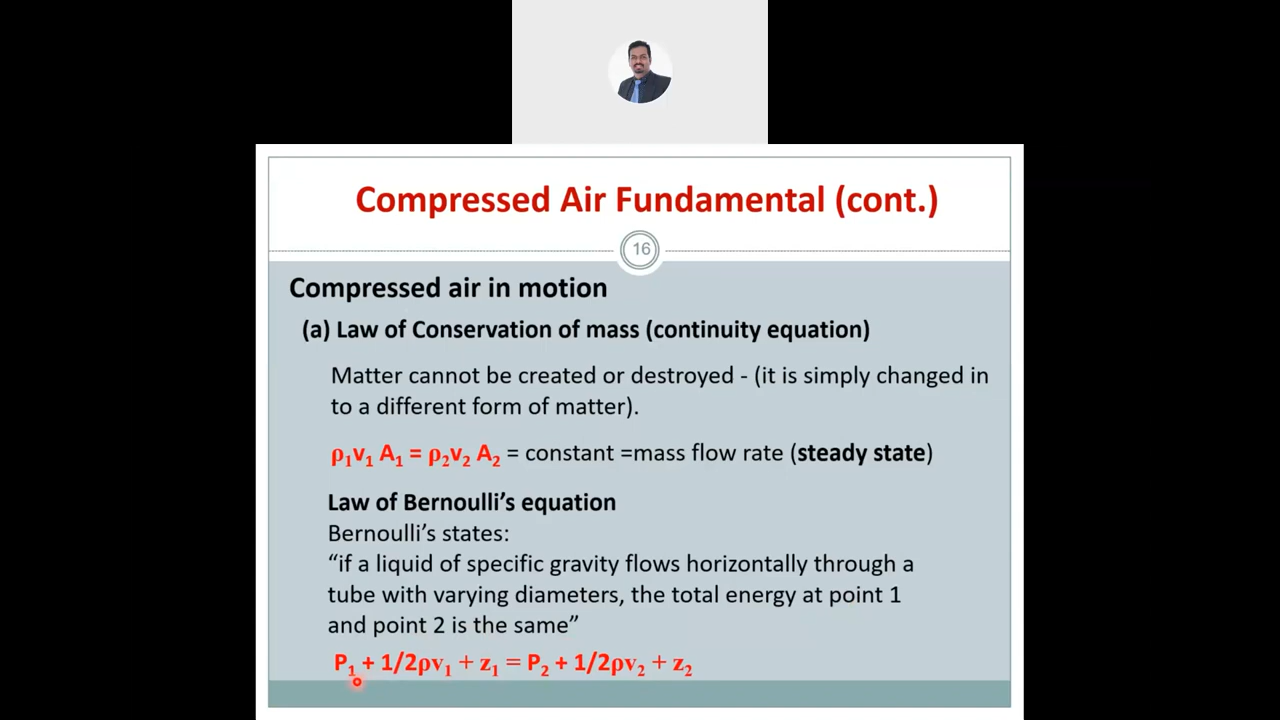 Compressed Air Fundamental (cont.)
16
Compressed air in motion
(a) Law of Conservation of mass (continuity equation)
Matter cannot be created or destroyed - (it is simply changed in
to a different form of matter).
ρ₁v₁ A₁ = ρ₂v₂ A₂ = constant =mass flow rate (steady state)
Law of Bernoulli’s equation
Bernoulli’s states:
“if a liquid of specific gravity flows horizontally through a
tube with varying diameters, the total energy at point 1
and point 2 is the same”
P₁ + 1/2ρv₁ + z₁ = P₂ + 1/2ρv₂ + z₂